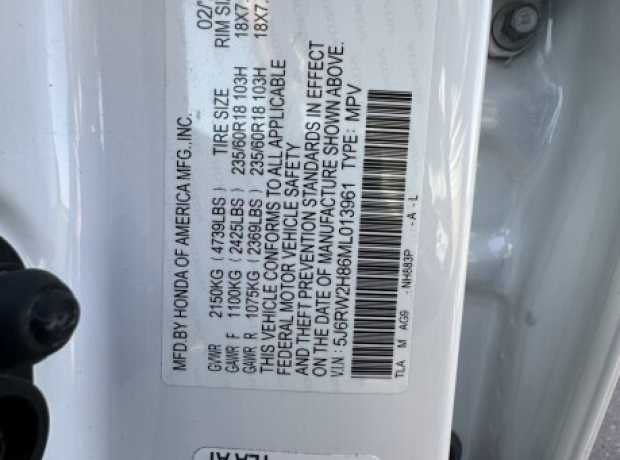 MFD.BY HONDA OF AMERICA MFG.,INC. 02/
TIRE SIZE RIM SIZ
GVWR 2150KG (4739LBS)
GAWR F 1100KG (2425LBS) 235/60R18 103H 18X7.
GAWR R 1075KG (2369LBS) 235/60R18 103H 18X7.
THIS VEHICLE CONFORMS TO ALL APPLICABLE
FEDERAL MOTOR VEHICLE SAFETY
AND THEFT PREVENTION STANDARDS IN EFFECT
ON THE DATE OF MANUFACTURE SHOWN ABOVE.
V.I.N: 5J6RW2H86ML013961 TYPE: MPV
TLA M AG9 -NH883P -A -L